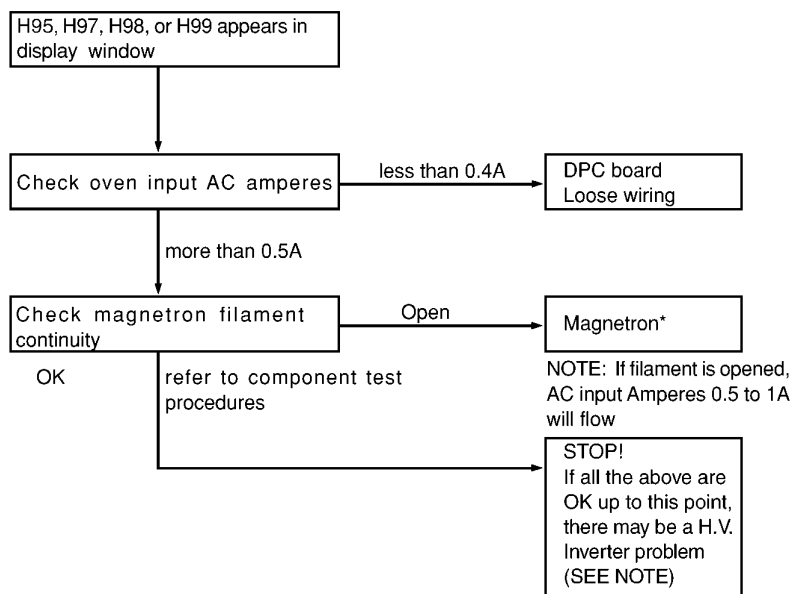 H95, H97, H98, or H99 appears in
display window
Check oven input AC amperes
less than 0.4A
DPC board
Loose wiring
more than 0.5A
Check magnetron filament
continuity
Open
Magnetron*
NOTE: If filament is opened,
AC input Amperes 0.5 to 1A
will flow
OK
refer to component test
procedures
STOP!
If all the above are
OK up to this point,
there may be a H.V.
Inverter problem
(SEE NOTE)